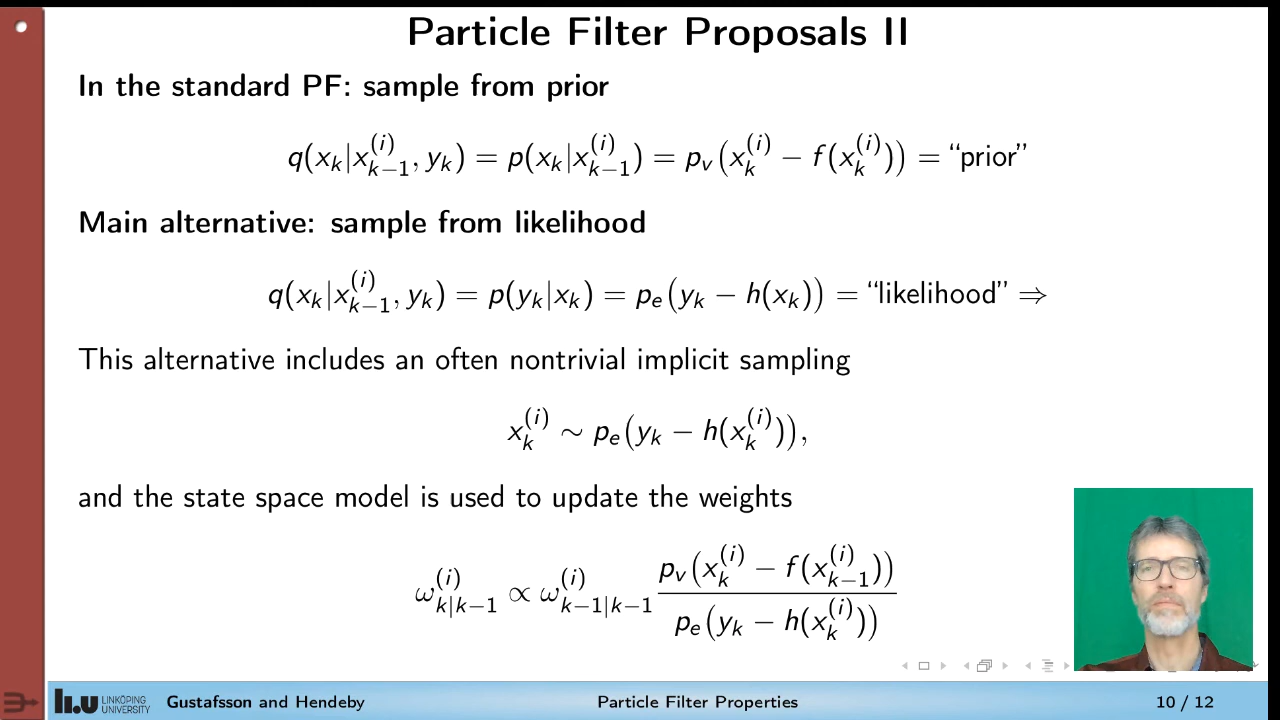 Particle Filter Proposals II
In the standard PF: sample from prior
q(x_k|x_{k−1}^{(i)}, y_k) = p(x_k|x_{k−1}^{(i)}) = p_v(x_k^{(i)} − f(x_k^{(i)})) = “prior”
Main alternative: sample from likelihood
q(x_k|x_{k−1}^{(i)}, y_k) = p(y_k|x_k) = p_e(y_k − h(x_k)) = “likelihood” ⇒
This alternative includes an often nontrivial implicit sampling
x_k^{(i)} ∼ p_e(y_k − h(x_k^{(i)})),
and the state space model is used to update the weights
ω_{k|k−1}^{(i)} ∝ ω_{k−1|k−1}^{(i)} \frac{p_v(x_k^{(i)} − f(x_{k−1}^{(i)}))}{p_e(y_k − h(x_k^{(i)}))}
li.u LINKÖPING UNIVERSITY Gustafsson and Hendeby Particle Filter Properties 10 / 12